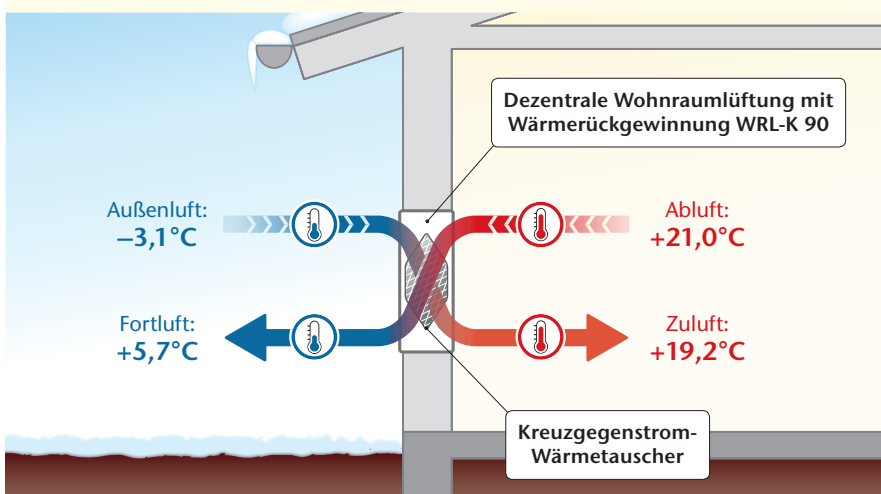 Dezentrale Wohnraumlüftung mit
Wärmerückgewinnung WRL-K 90
Außenluft:
–3,1°C
Abluft:
+21,0°C
Fortluft:
+5,7°C
Zuluft:
+19,2°C
Kreuzgegenstrom-
Wärmetauscher